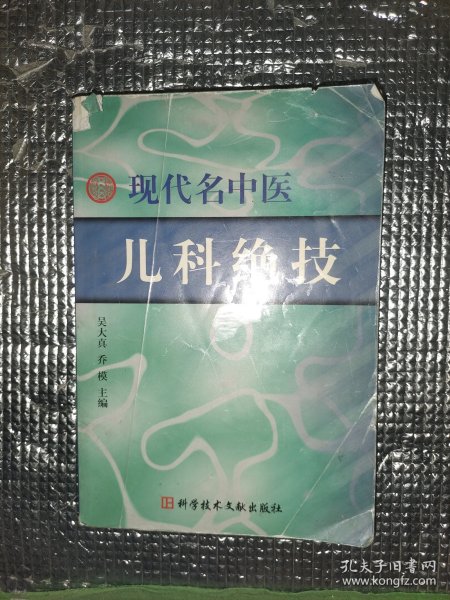 现代名中医
儿科绝技
吴大真 乔模 主编
科学技术文献出版社
孔夫子旧书网
www.kongfz.com